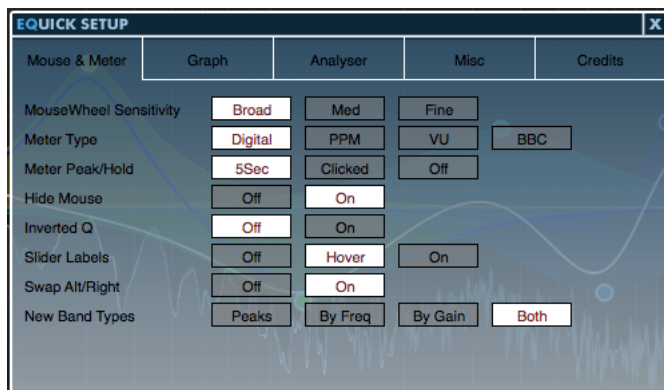 EQUICK SETUP X
Mouse & Meter Graph Analyser Misc Credits
MouseWheel Sensitivity Broad Med Fine
Meter Type Digital PPM VU BBC
Meter Peak/Hold 5Sec Clicked Off
Hide Mouse Off On
Inverted Q Off On
Slider Labels Off Hover On
Swap Alt/Right Off On
New Band Types Peaks By Freq By Gain Both